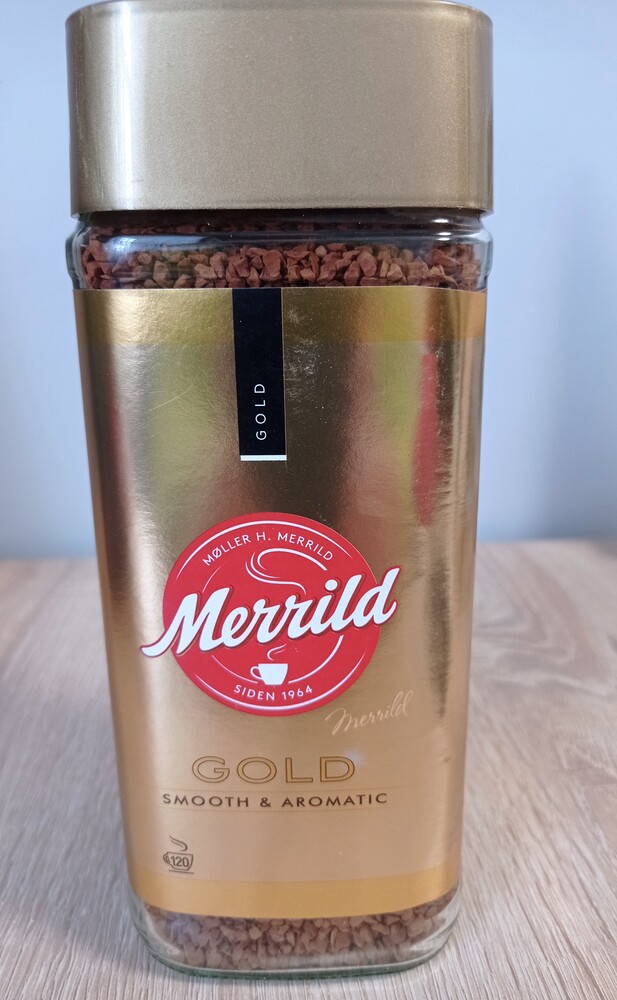 GOLD
MØLLER H. MERRILD
Merrild
SIDEN 1964
Merrild
GOLD
SMOOTH & AROMATIC
120